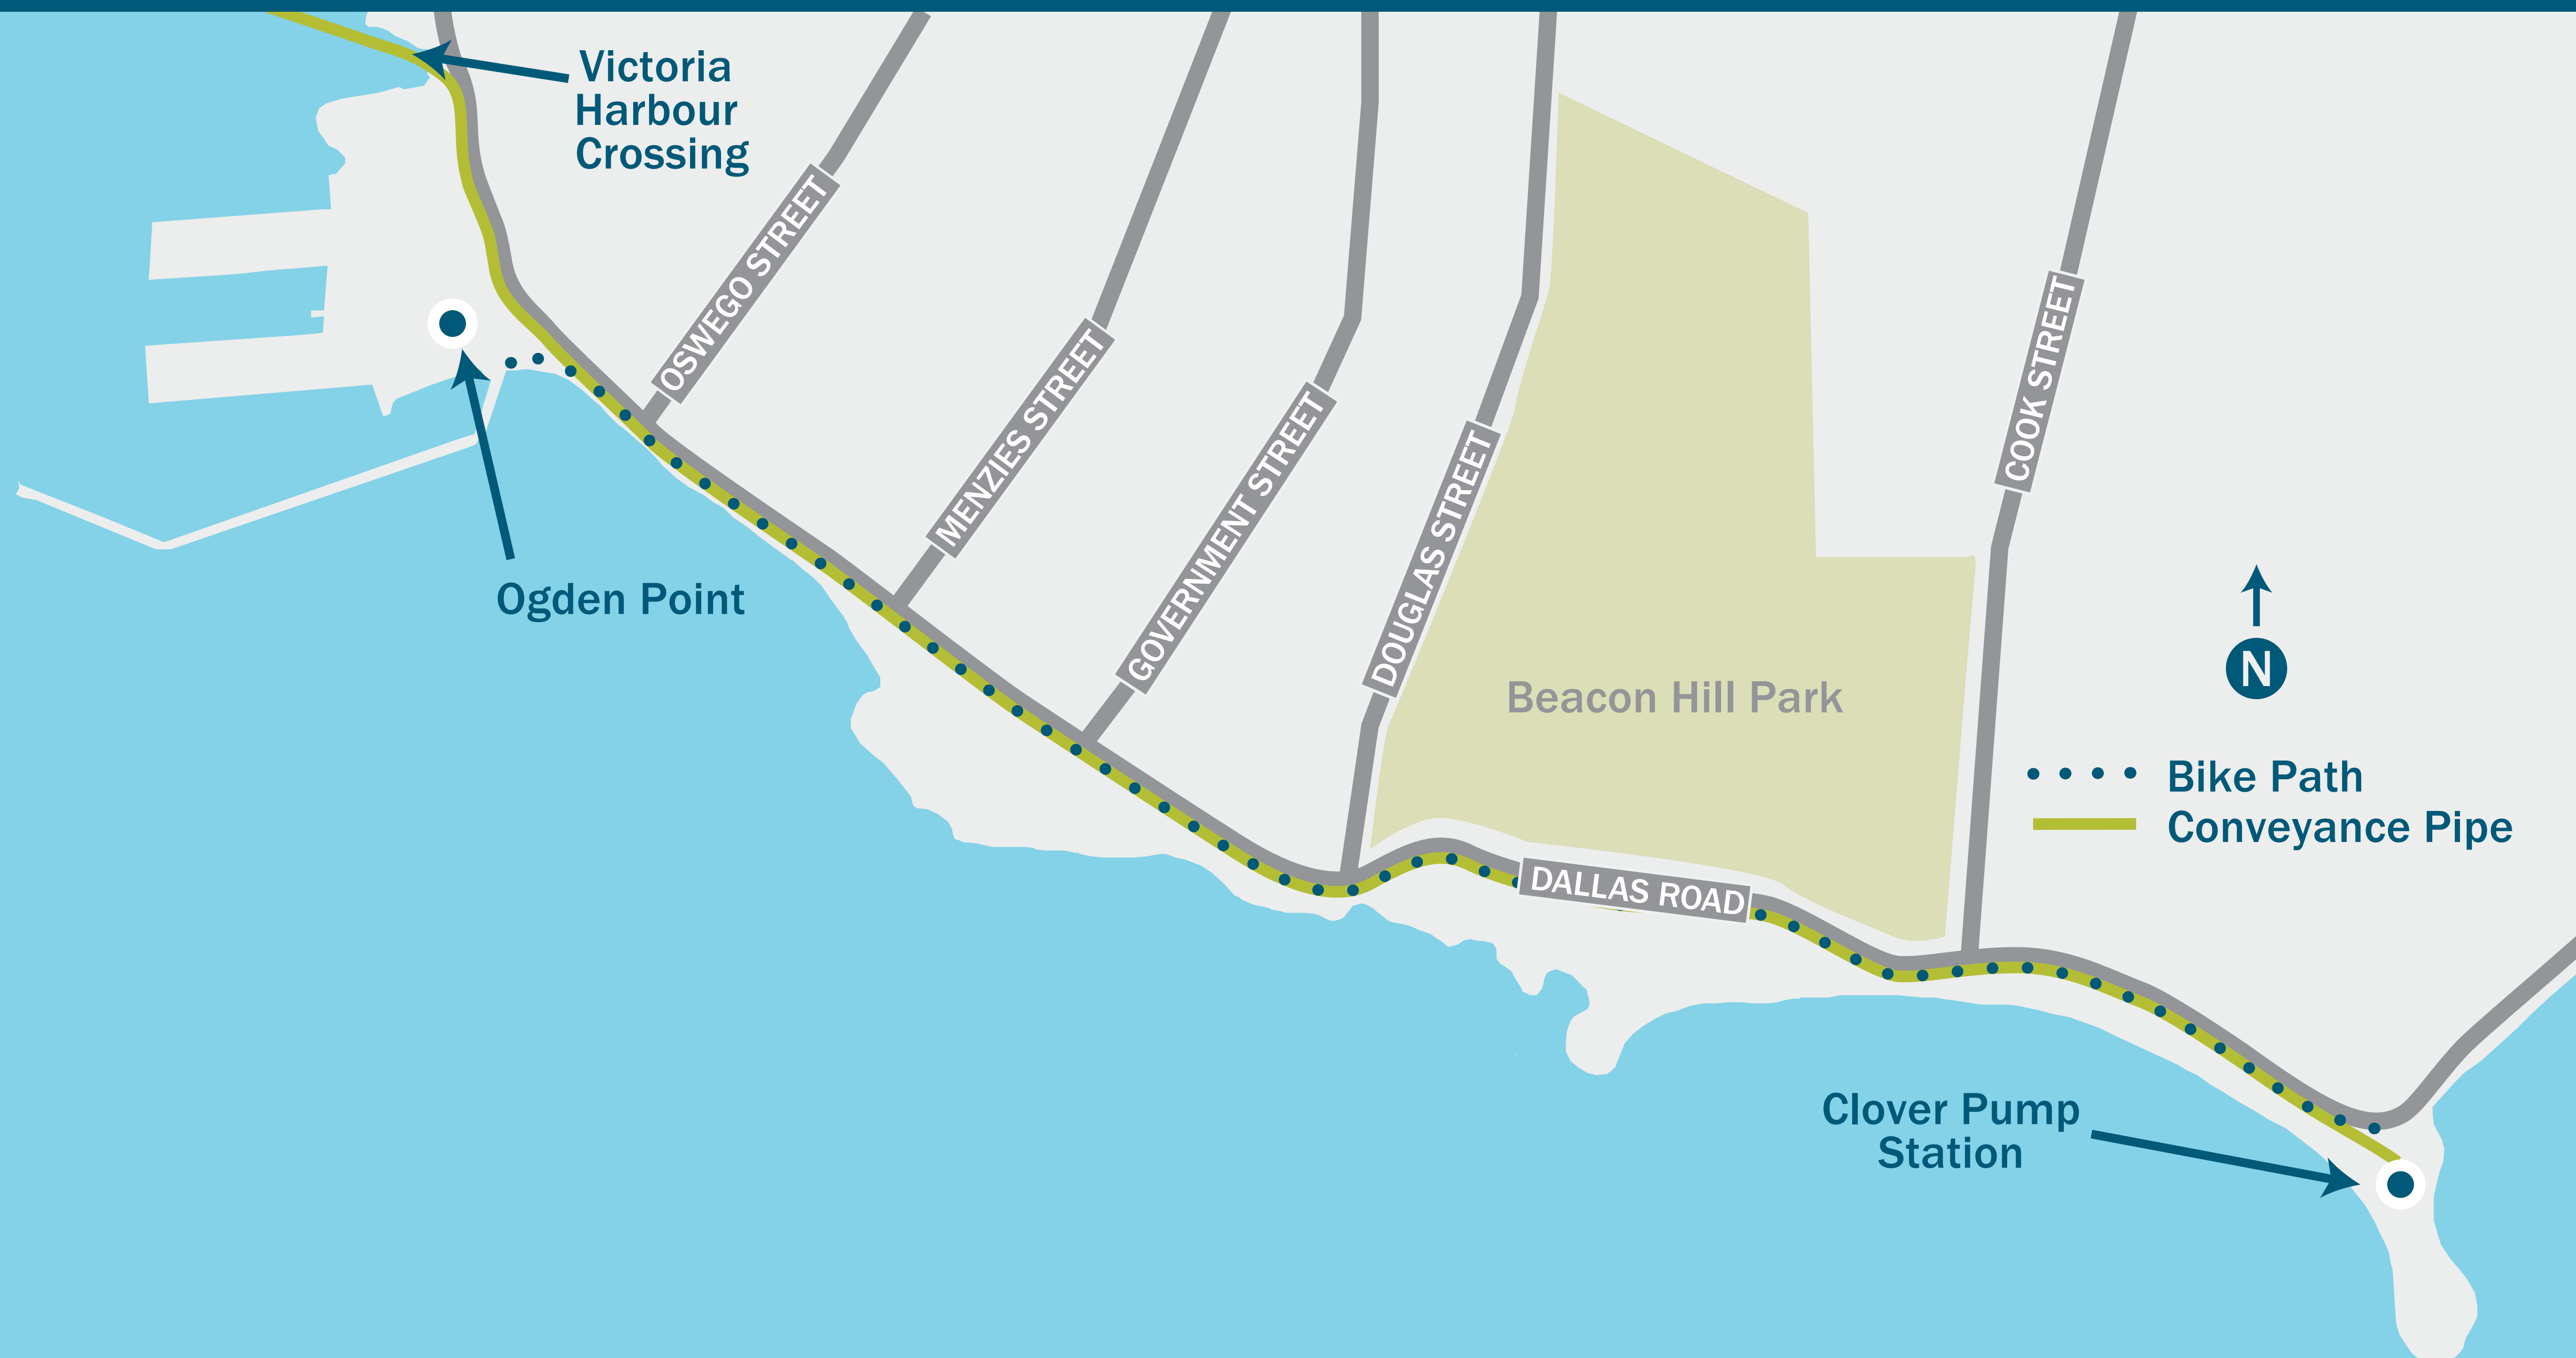 Victoria
Harbour
Crossing
OSWEGO STREET
MENZIES STREET
GOVERNMENT STREET
DOUGLAS STREET
COOK STREET
Ogden Point
Beacon Hill Park
N
Bike Path
Conveyance Pipe
DALLAS ROAD
Clover Pump
Station